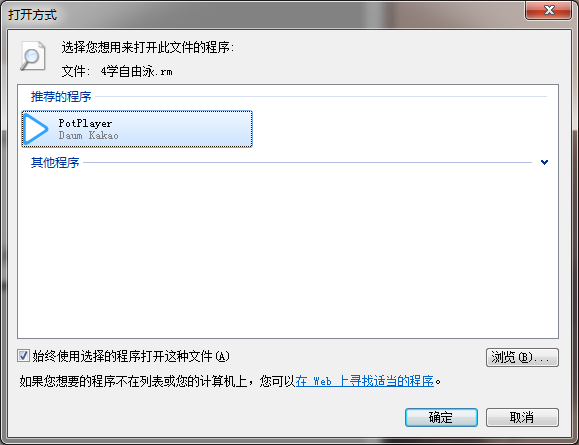 打开方式
选择您想用来打开此文件的程序:
文件: 4学自由泳.rm
推荐的程序
PotPlayer
Daum Kakao
其他程序
始终使用选择的程序打开这种文件(A)
浏览(B)...
如果您想要的程序不在列表或您的计算机上，您可以在 Web 上寻找适当的程序。
确定
取消